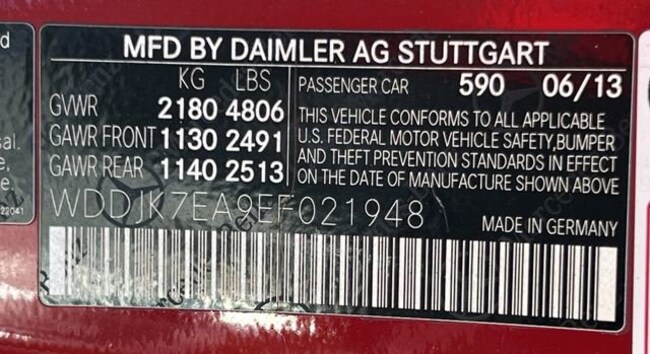 MFD BY DAIMLER AG STUTTGART
KG LBS
GVWR 2180 4806
GAWR FRONT 1130 2491
GAWR REAR 1140 2513
PASSENGER CAR 590 06/13
THIS VEHICLE CONFORMS TO ALL APPLICABLE
U.S. FEDERAL MOTOR VEHICLE SAFETY,BUMPER
AND THEFT PREVENTION STANDARDS IN EFFECT
ON THE DATE OF MANUFACTURE SHOWN ABOVE
WDDJK7EA9EF021948
MADE IN GERMANY